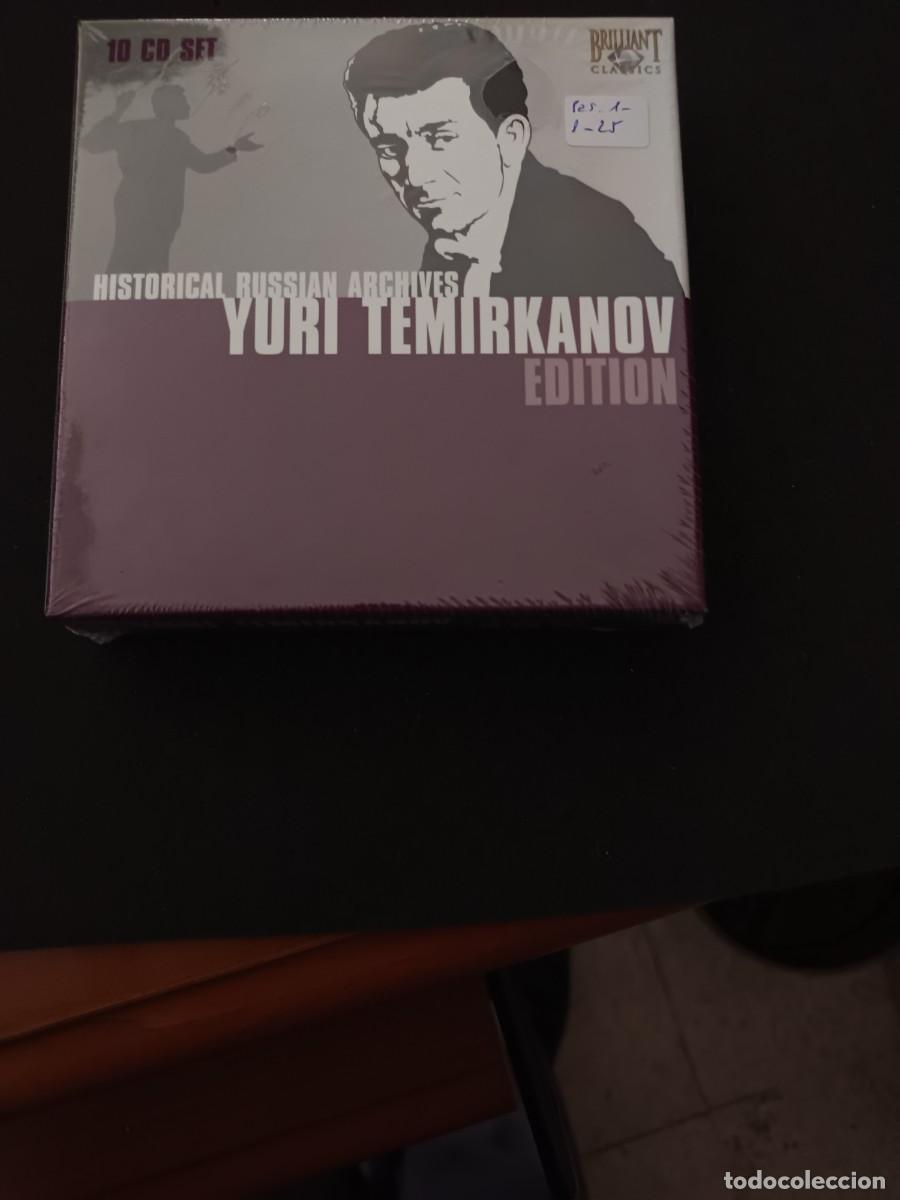 10 CD SET
BRILLIANT
CLASSICS
HISTORICAL RUSSIAN ARCHIVES
YURI TEMIRKANOV
EDITION
todocoleccion